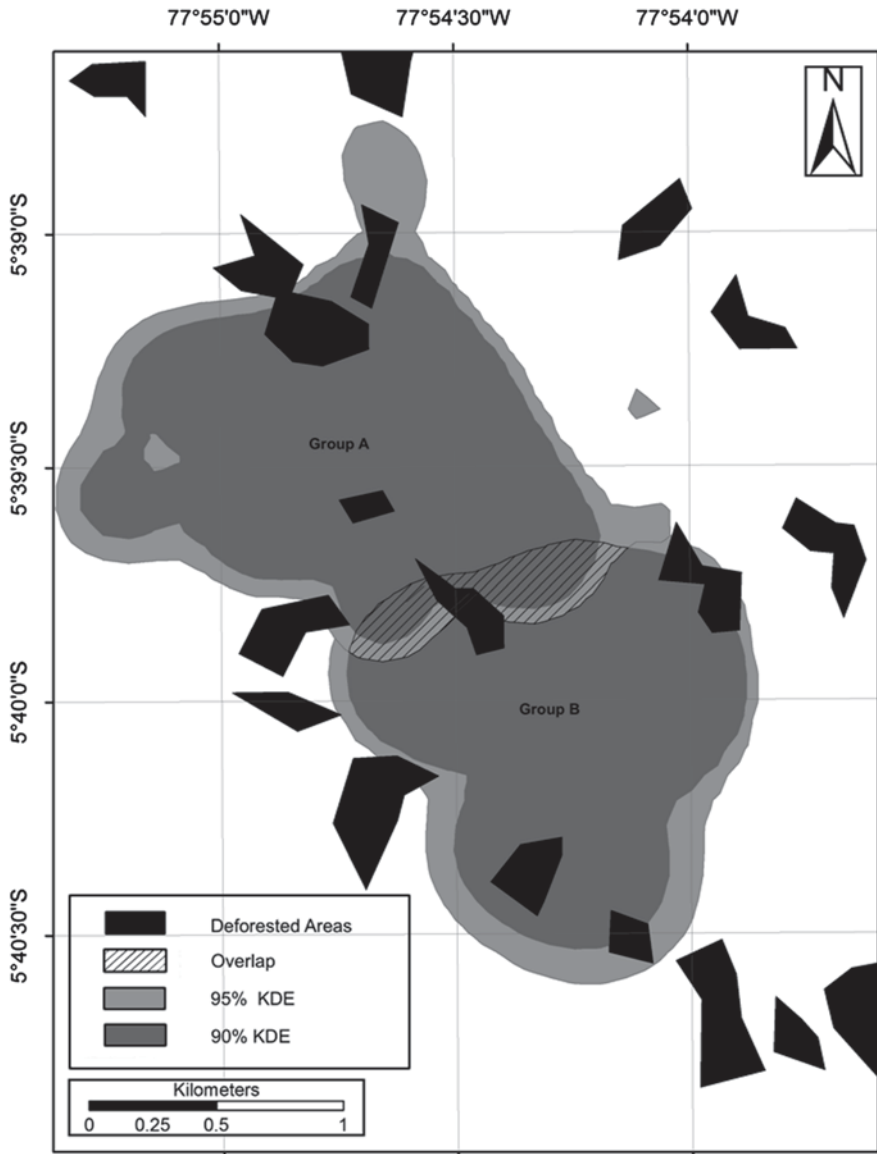 77°55'0"W 77°54'30"W 77°54'0"W
N
5°39'0"S
Group A
5°39'30"S
5°40'0"S
Group B
5°40'30"S
Deforested Areas
Overlap
95% KDE
90% KDE
Kilometers
0 0.25 0.5 1